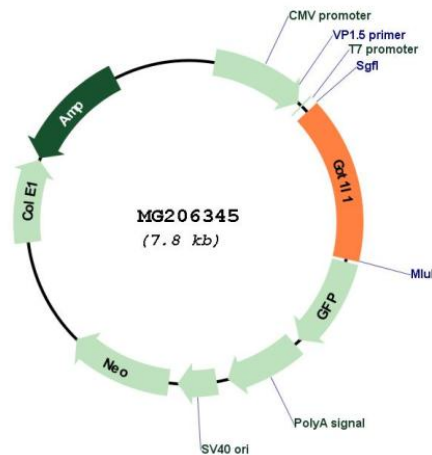 CMV promoter
VP1.5 primer
T7 promoter
SgfI
Got1l1
MluI
GFP
PolyA signal
SV40 ori
Neo
Col E1
Amp
MG206345
(7.8 kb)